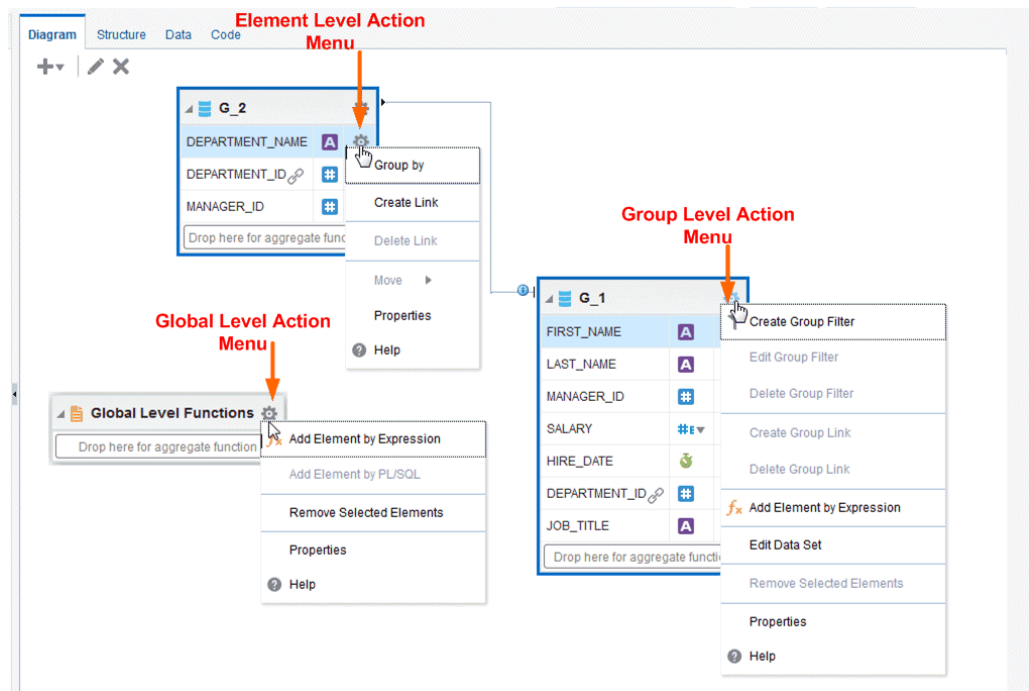 Element Level Action
Menu
Diagram Structure Data Code
G_2
DEPARTMENT_NAME A
DEPARTMENT_ID #
MANAGER_ID #
Drop here for aggregate func
Group by
Create Link
Delete Link
Move
Properties
? Help
Group Level Action
Menu
G_1
FIRST_NAME A
LAST_NAME A
MANAGER_ID #
SALARY #E
HIRE_DATE
DEPARTMENT_ID #
JOB_TITLE A
Drop here for aggregate functi
Create Group Filter
Edit Group Filter
Delete Group Filter
Create Group Link
Delete Group Link
fx Add Element by Expression
Edit Data Set
Remove Selected Elements
Properties
? Help
Global Level Action
Menu
Global Level Functions
Drop here for aggregate function
fx Add Element by Expression
Add Element by PL/SQL
Remove Selected Elements
Properties
? Help